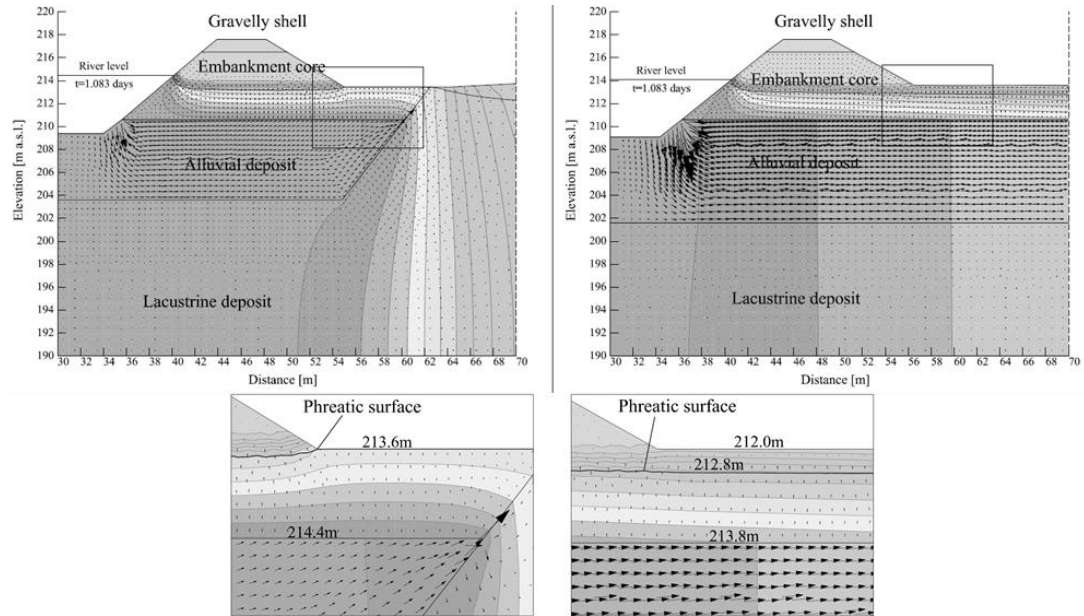 220
218
216
214
212
210
208
206
204
202
200
198
196
194
192
190
Elevation [m a.s.l.]
Gravelly shell
Embankment core
River level
t=1.083 days
Alluvial deposit
Lacustrine deposit
30 32 34 36 38 40 42 44 46 48 50 52 54 56 58 60 62 64 66 68 70
Distance [m]
220
218
216
214
212
210
208
206
204
202
200
198
196
194
192
190
Elevation [m a.s.l.]
Gravelly shell
Embankment core
River level
t=1.083 days
Alluvial deposit
Lacustrine deposit
30 32 34 36 38 40 42 44 46 48 50 52 54 56 58 60 62 64 66 68 70
Distance [m]
Phreatic surface
213.6m
214.4m
Phreatic surface
212.0m
212.8m
213.8m